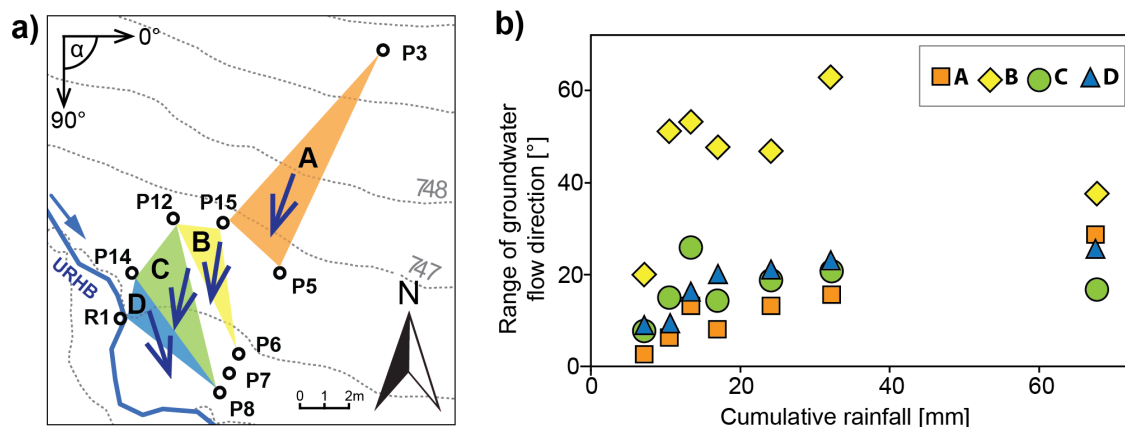 a)
α
0°
90°
P3
A
748
P12
P15
B
P14
C
747
P5
URHB
D
R1
N
P6
P7
P8
0 1 2m
b)
Range of groundwater
flow direction [°]
60
40
20
0
A B C D
0 20 40 60
Cumulative rainfall [mm]